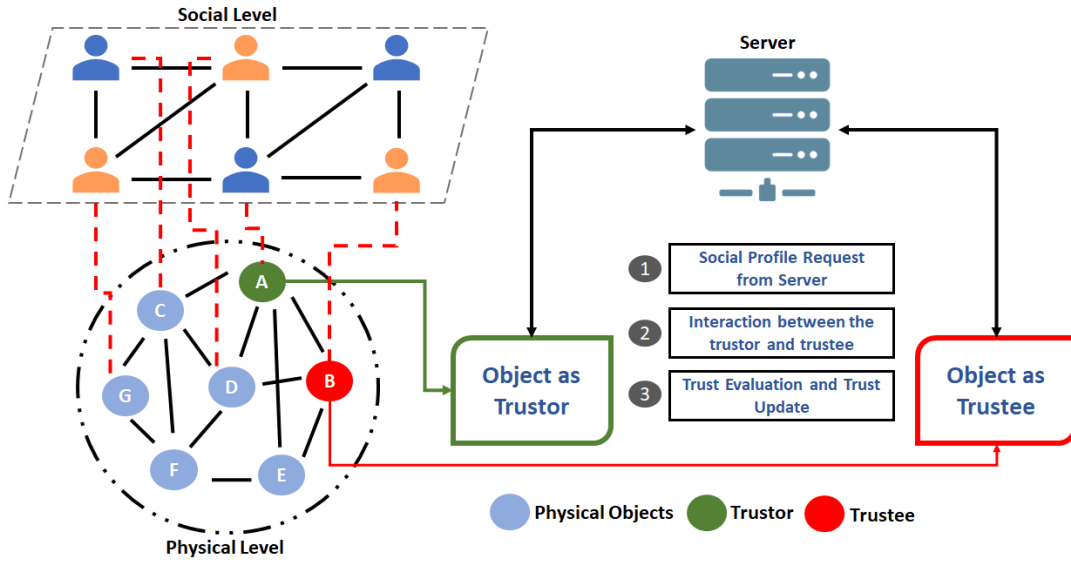 Social Level
Server
A
C
B
D
G
F
E
Physical Level
1
Social Profile Request
from Server
2
Interaction between the
trustor and trustee
3
Trust Evaluation and Trust
Update
Object as
Trustor
Object as
Trustee
Physical Objects
Trustor
Trustee